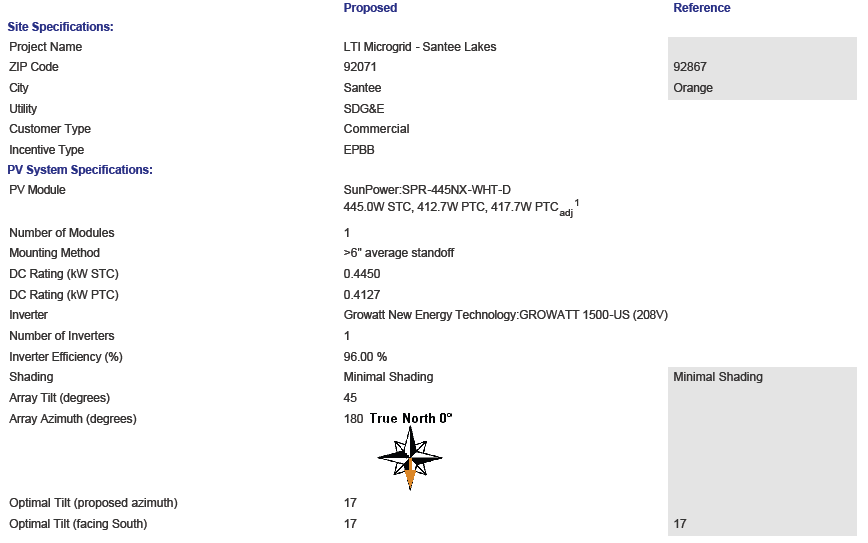 Proposed Reference
Site Specifications:
Project Name LTI Microgrid - Santee Lakes
ZIP Code 92071 92867
City Santee Orange
Utility SDG&E
Customer Type Commercial
Incentive Type EPBB
PV System Specifications:
PV Module SunPower:SPR-445NX-WHT-D
445.0W STC, 412.7W PTC, 417.7W PTCadj1
Number of Modules 1
Mounting Method >6" average standoff
DC Rating (kW STC) 0.4450
DC Rating (kW PTC) 0.4127
Inverter Growatt New Energy Technology:GROWATT 1500-US (208V)
Number of Inverters 1
Inverter Efficiency (%) 96.00 %
Shading Minimal Shading Minimal Shading
Array Tilt (degrees) 45
Array Azimuth (degrees) 180 True North 0°
Optimal Tilt (proposed azimuth) 17
Optimal Tilt (facing South) 17 17